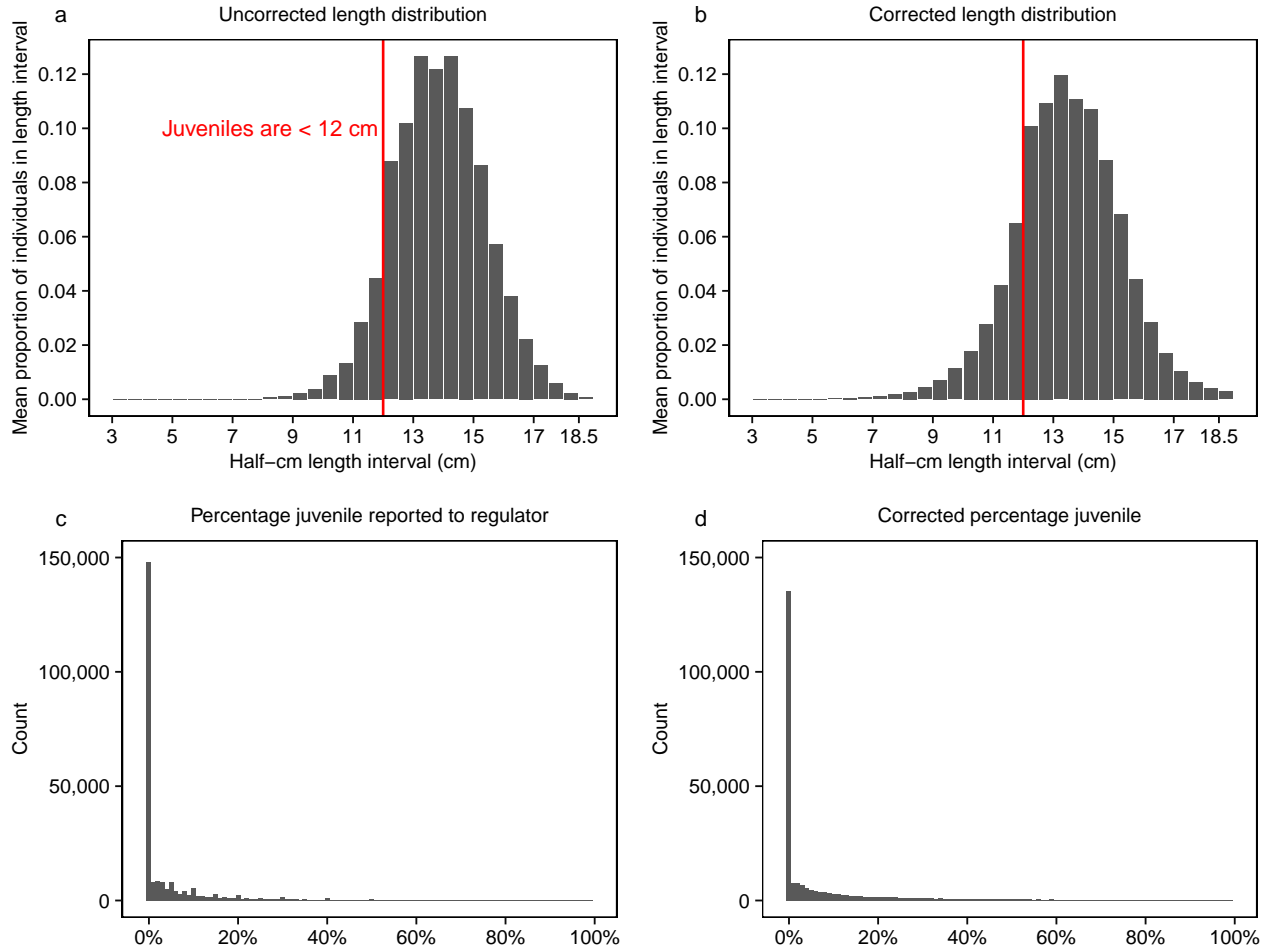 a
Uncorrected length distribution
Mean proportion of individuals in length interval
0.12
0.10
0.08
0.06
0.04
0.02
0.00
Juveniles are < 12 cm
3 5 7 9 11 13 15 17 18.5
Half−cm length interval (cm)
b
Corrected length distribution
Mean proportion of individuals in length interval
0.12
0.10
0.08
0.06
0.04
0.02
0.00
3 5 7 9 11 13 15 17 18.5
Half−cm length interval (cm)
c
Percentage juvenile reported to regulator
Count
150,000
100,000
50,000
0
0% 20% 40% 60% 80% 100%
d
Corrected percentage juvenile
Count
150,000
100,000
50,000
0
0% 20% 40% 60% 80% 100%